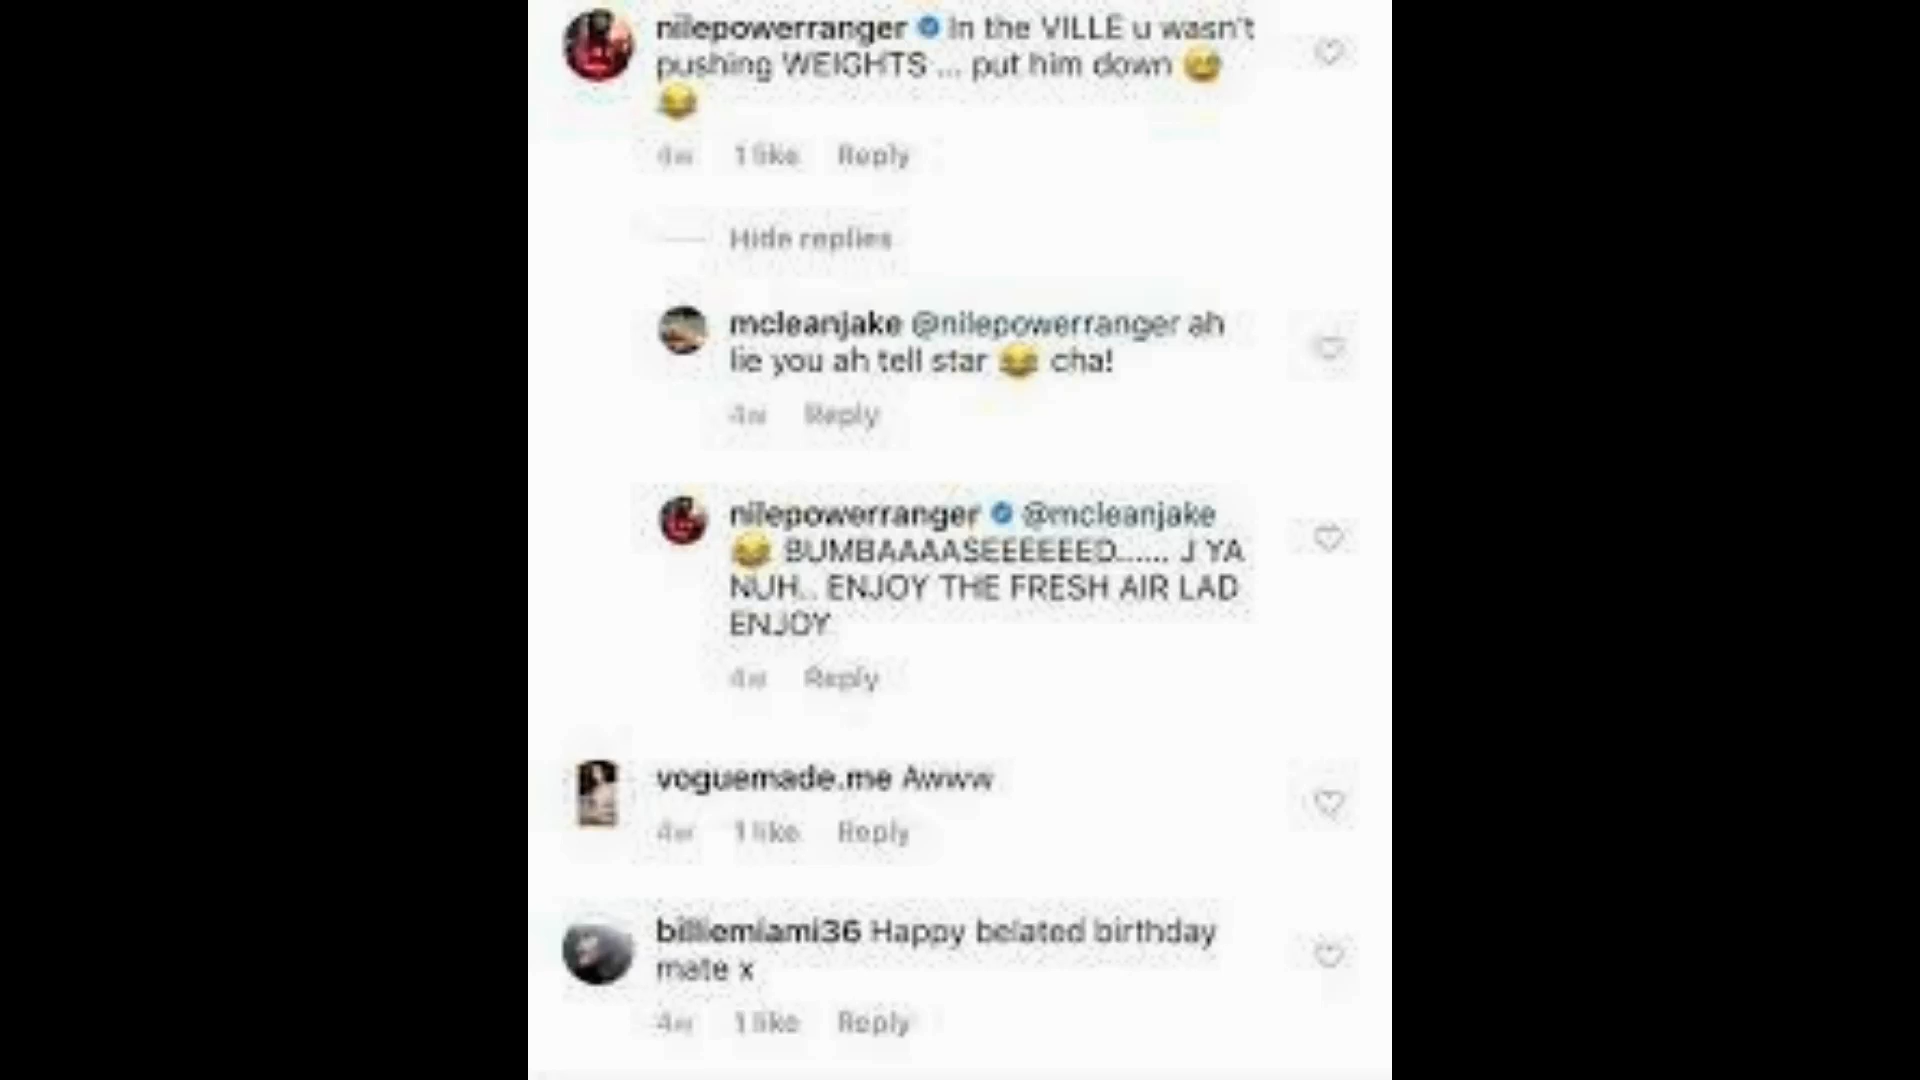 nilepowerranger In the VILLE u wasn't
pushing WEIGHTS ... put him down 😅
😂
4w 1 like Reply
Hide replies
mcleanjake @nilepowerranger ah
lie you ah tell star 😂 cha!
4w Reply
nilepowerranger @mcleanjake
😂 BUMBAAAASEEEEEED...... J YA
NUH.. ENJOY THE FRESH AIR LAD
ENJOY
4w Reply
voguemade.me Awww
4w 1 like Reply
billiemiami36 Happy belated birthday
mate x
4w 1 like Reply